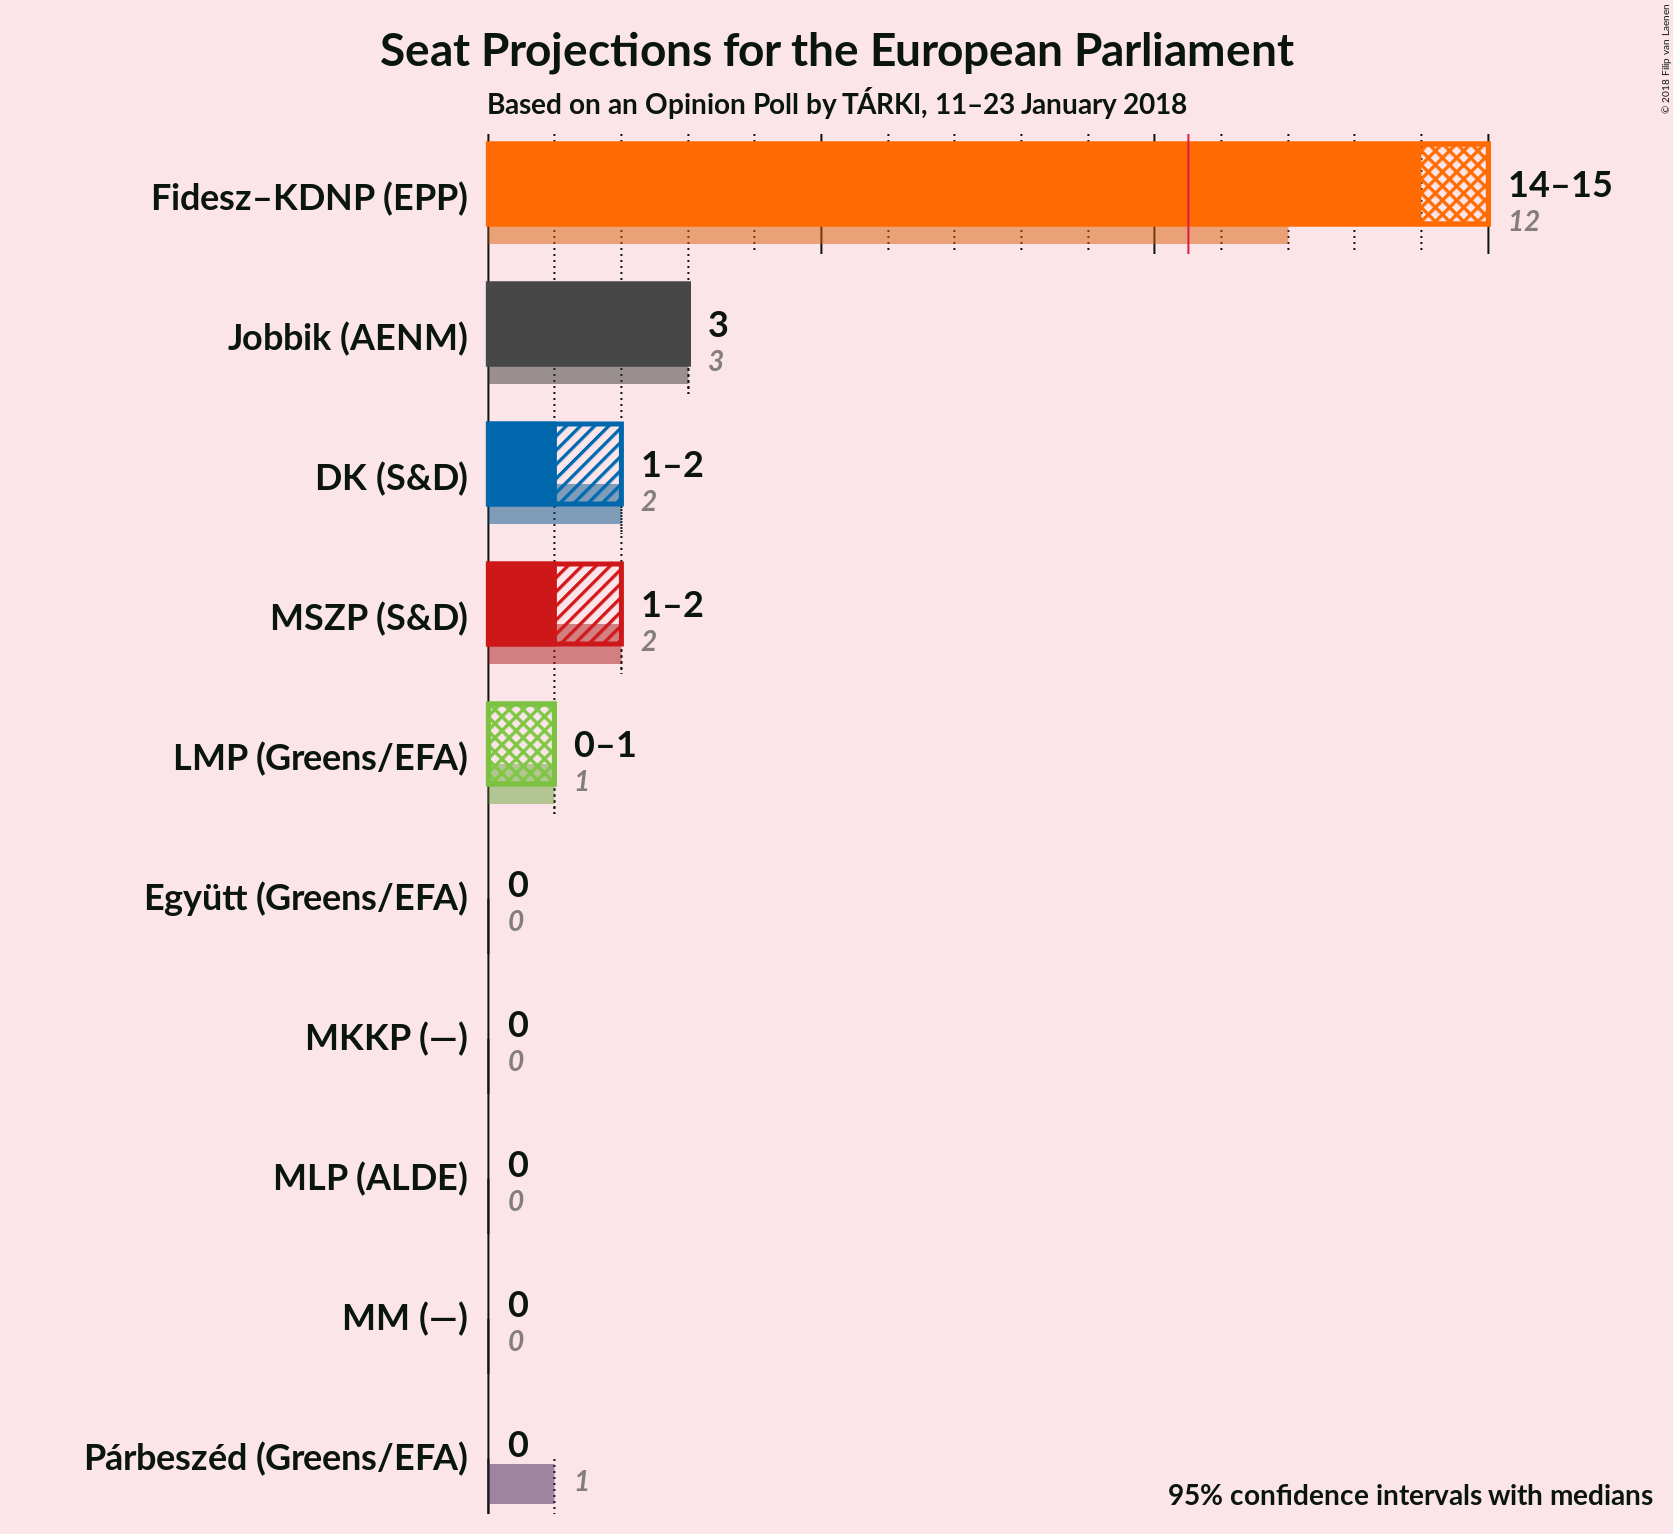 Seat Projections for the European Parliament
Based on an Opinion Poll by TÁRKI, 11–23 January 2018
© 2018 Filip van Laenen
Fidesz–KDNP (EPP)
14–15
12
Jobbik (AENM)
3
3
DK (S&D)
1–2
2
MSZP (S&D)
1–2
2
LMP (Greens/EFA)
0–1
1
Együtt (Greens/EFA)
0
0
MKKP (—)
0
0
MLP (ALDE)
0
0
MM (—)
0
0
Párbeszéd (Greens/EFA)
0
1
95% confidence intervals with medians